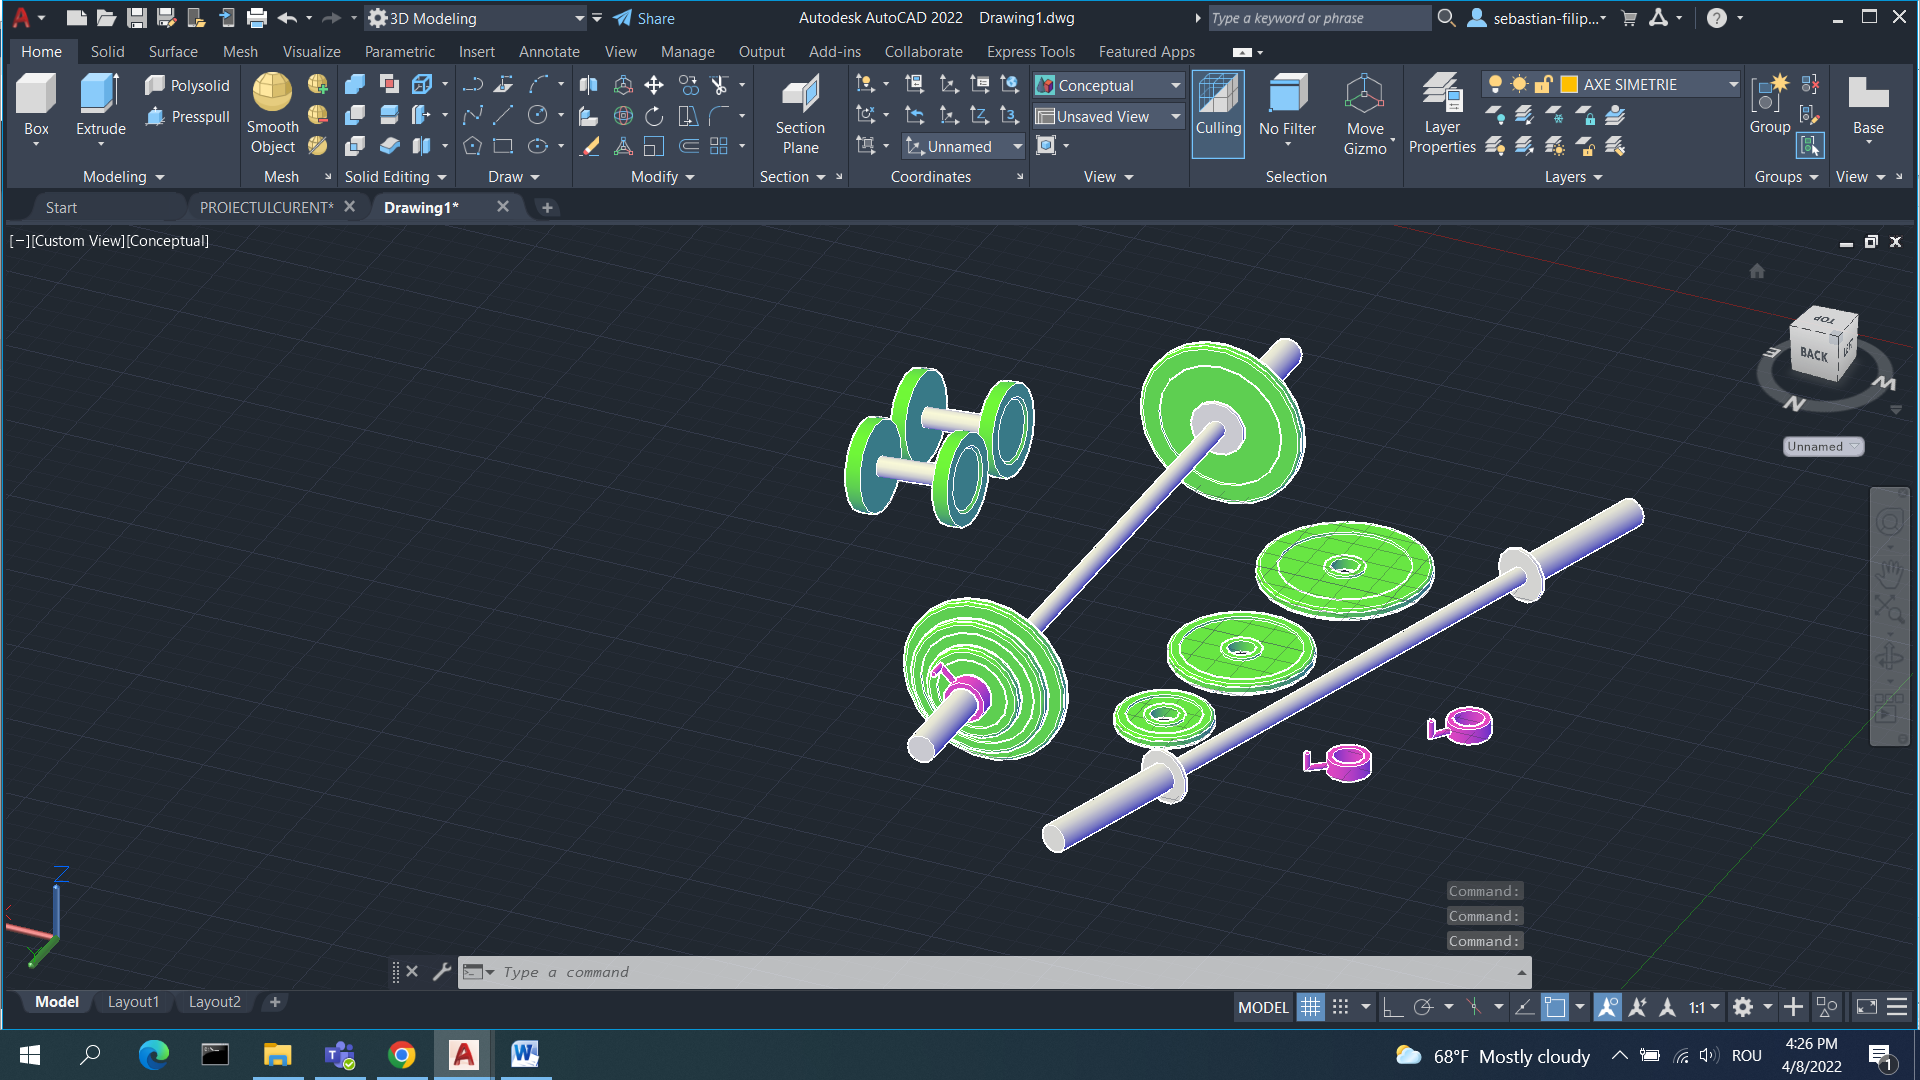 3D Modeling Share Autodesk AutoCAD 2022 Drawing1.dwg Type a keyword or phrase sebastian-filip...
Home Solid Surface Mesh Visualize Parametric Insert Annotate View Manage Output Add-ins Collaborate Express Tools Featured Apps
Polysolid
Presspull
Box
Extrude
Smooth
Object
Section
Plane
Unnamed
Conceptual
Unsaved View
Culling
No Filter
Move
Gizmo
Layer
Properties
AXE SIMETRIE
Group
Base
Modeling Mesh Solid Editing Draw Modify Section Coordinates View Selection Layers Groups View
Start PROIECTULCURENT* Drawing1*
[−][Custom View][Conceptual]
TOP
BACK
LEFT
E
W
N
Unnamed
Z
Y
Command:
Command:
Command:
Type a command
Model Layout1 Layout2
MODEL 1:1
68°F Mostly cloudy ROU 4:26 PM
4/8/2022
1